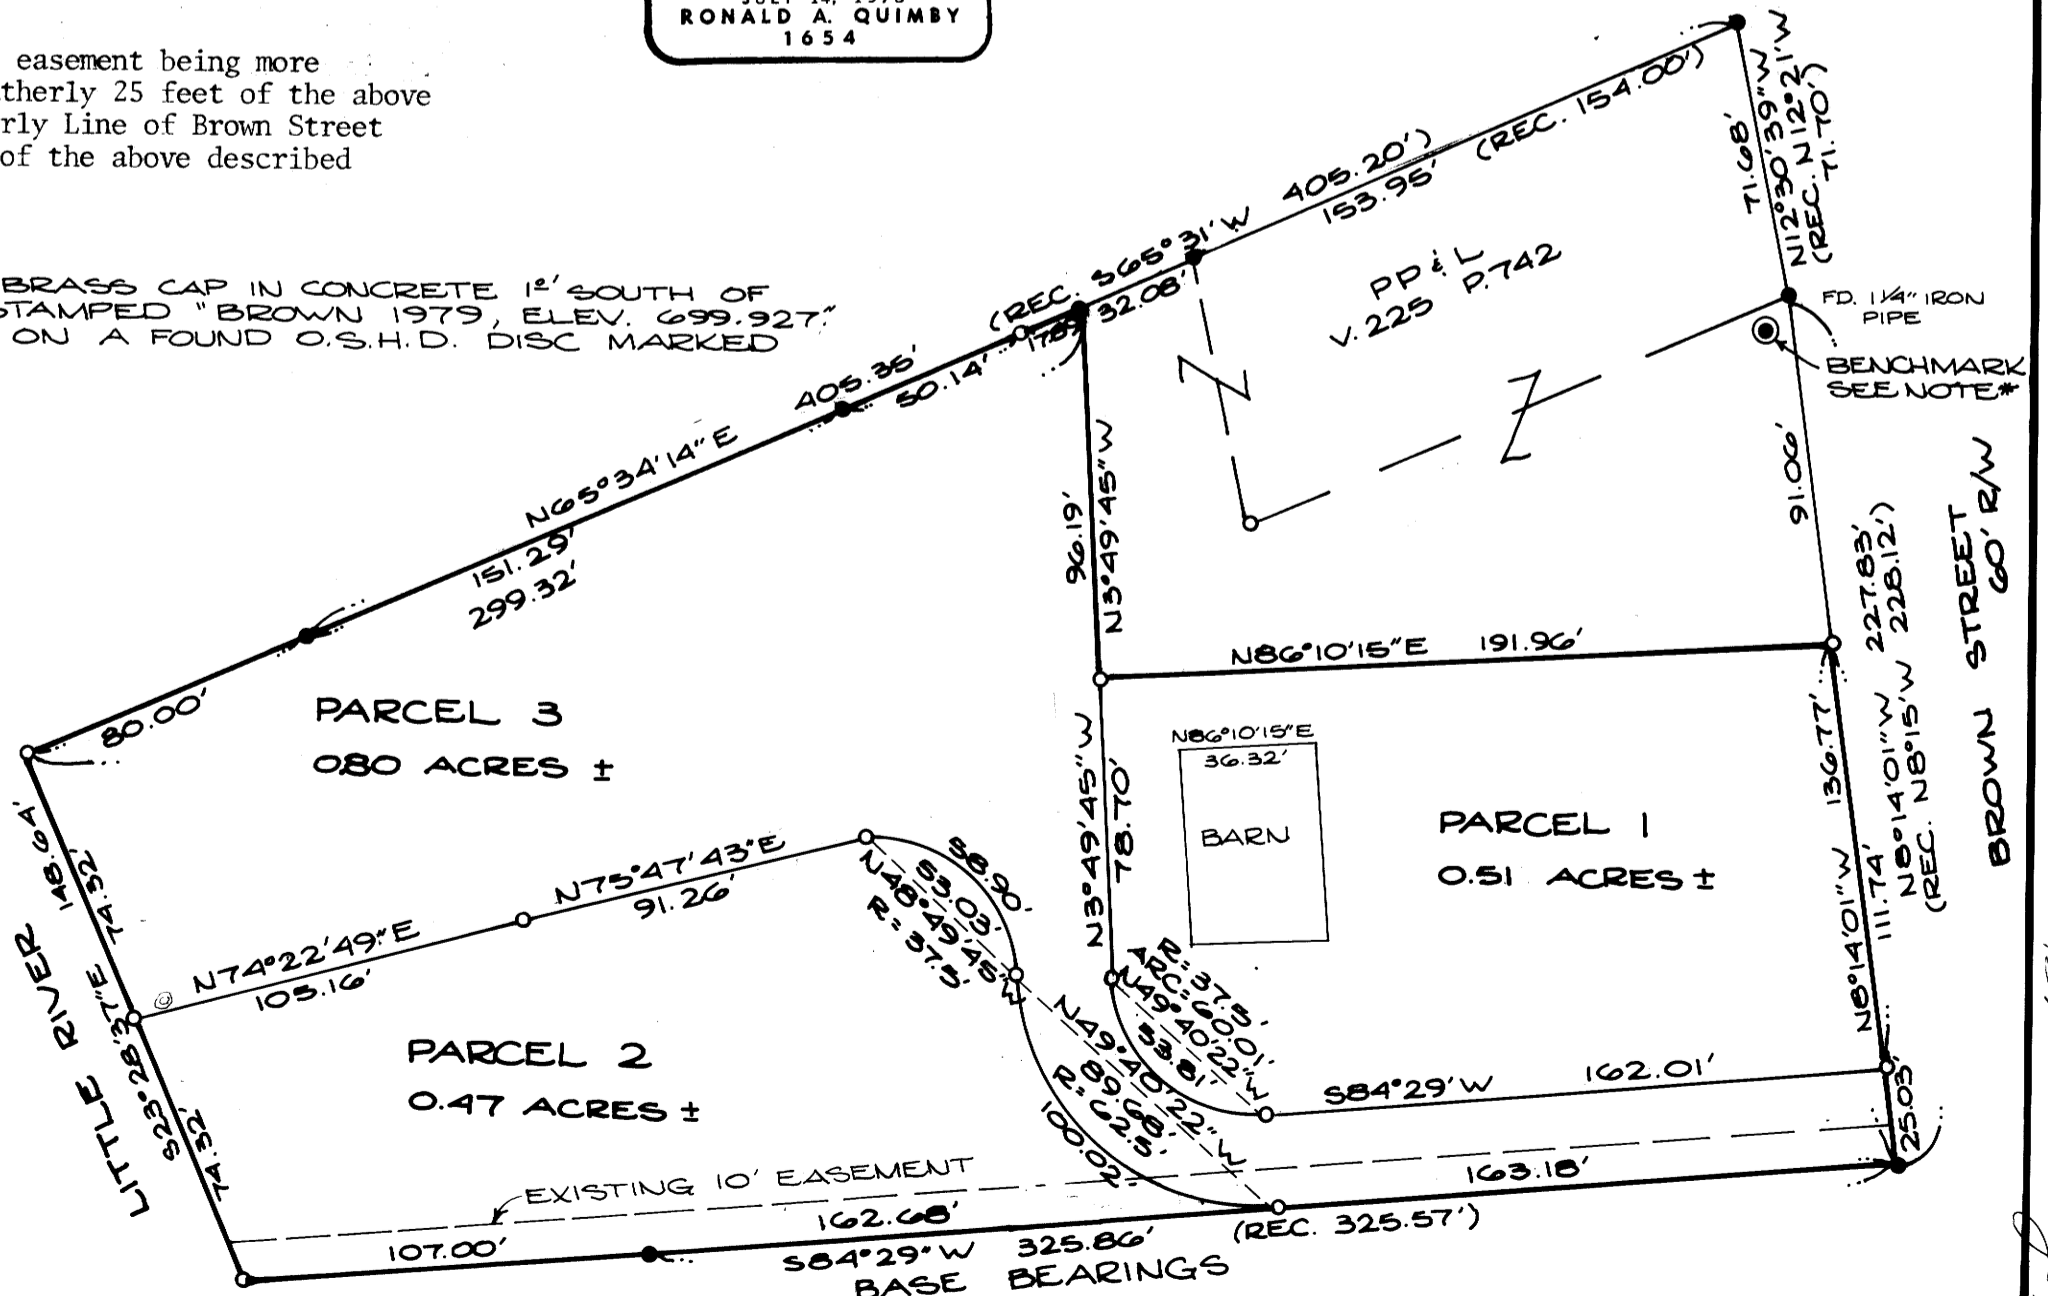 RONALD A. QUIMBY
1654
easement being more
therly 25 feet of the above
rly Line of Brown Street
of the above described
BRASS CAP IN CONCRETE 1º' SOUTH OF
STAMPED "BROWN 1979, ELEV. 699.927."
ON A FOUND O.S.H.D. DISC MARKED
(REC. S65°31'W 405.20')
153.95'
(REC. 154.00')
32.08'
17.89'
71.68'
N12°30'39"W
(REC. N12°21'W
71.70')
PP & L
V. 225 P. 742
FD. 1¼" IRON
PIPE
BENCHMARK
SEE NOTE*
N65°34'14"E 405.35'
50.14'
151.29'
299.32'
80.00'
96.19'
N3°49'45"W
91.06'
N86°10'15"E 191.96'
N8°14'01"W 227.83'
(REC. N8°15'W 228.12')
BROWN STREET
60' R/W
PARCEL 3
0.80 ACRES ±
N86°10'15"E
36.32'
BARN
PARCEL 1
0.51 ACRES ±
N3°49'45"W
78.70'
136.77'
N8°14'01"W 111.74'
148.64'
74.32'
S23°28'37"E
74.32'
LITTLE RIVER
N74°22'49"E
105.16'
N75°47'43"E
91.26'
58.90'
53.03'
N48°49'45"W
R=37.5'
R=37.5'
ARC=60.01'
N49°40'22"W
53.81'
N49°40'22"W
89.68'
R=62.5'
100.02'
PARCEL 2
0.47 ACRES ±
S84°29'W 162.01'
25.03'
EXISTING 10' EASEMENT
163.18'
162.68'
107.00'
S84°29"W 325.86' (REC. 325.57')
BASE BEARINGS